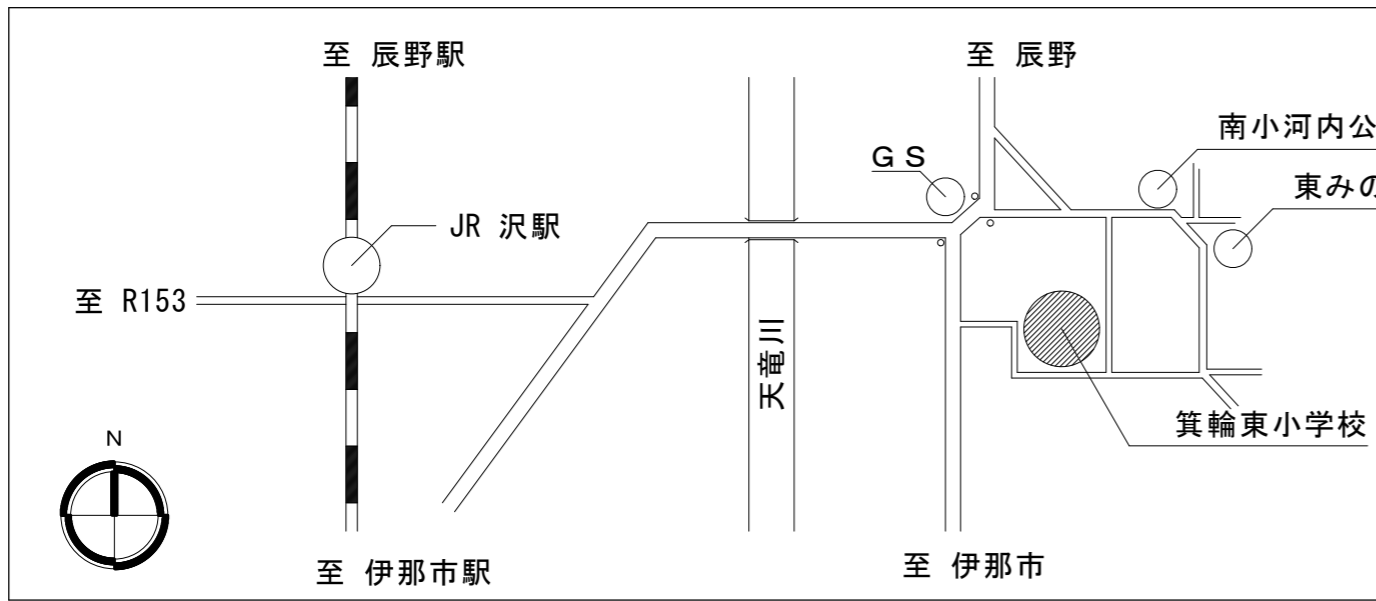 至 辰野駅
至 辰野
南小河内公
GS
東みの
JR 沢駅
至 R153
天竜川
箕輪東小学校
N
至 伊那市駅
至 伊那市